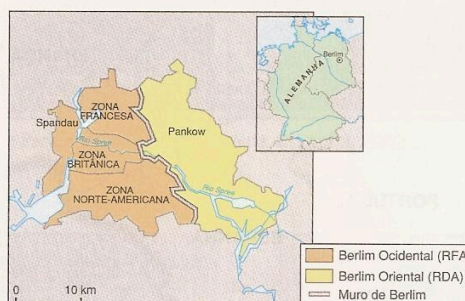 Berlim
ALEMANHA
ZONA
FRANCESA
Spandau
Pankow
Rio Spree
ZONA
BRITÂNICA
ZONA
NORTE-AMERICANA
Rio Spree
0 10 km
Berlim Ocidental (RFA
Berlim Oriental (RDA)
Muro de Berlim